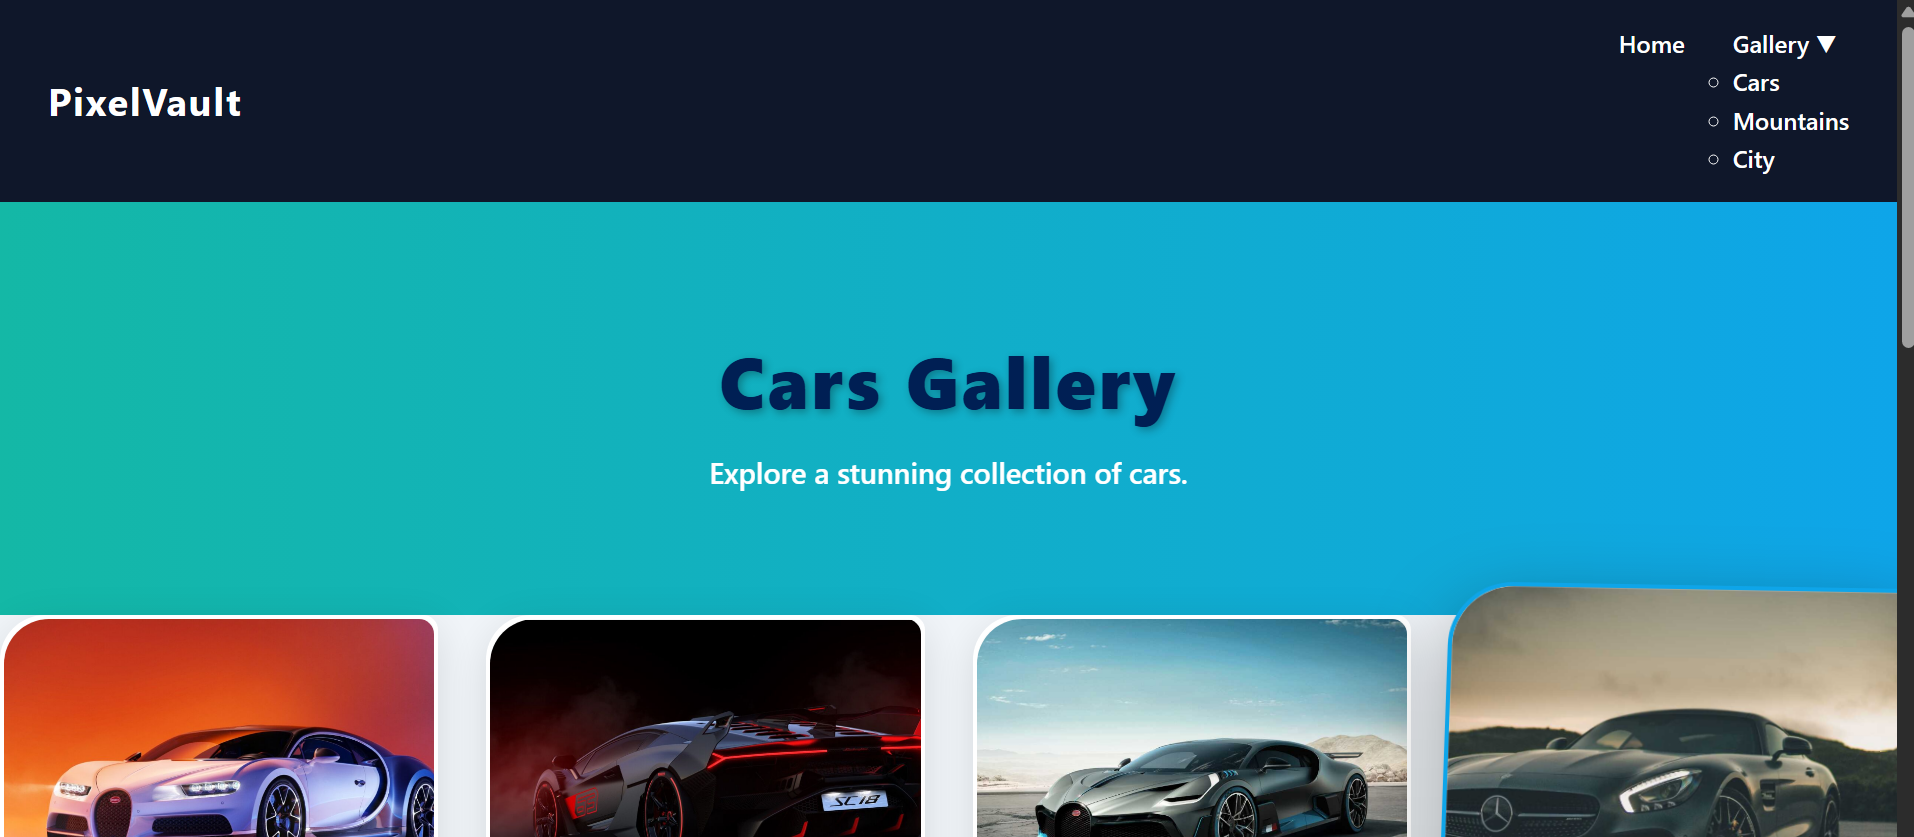 Home
Gallery ▼
Cars
PixelVault
Mountains
City
Cars Gallery
Explore a stunning collection of cars.
SC18